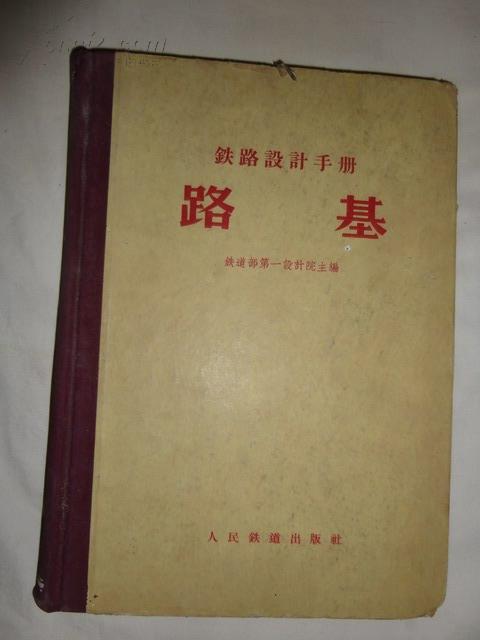 鉄路設計手册
路基
鉄道部第一設計院主編
人民鉄道出版社